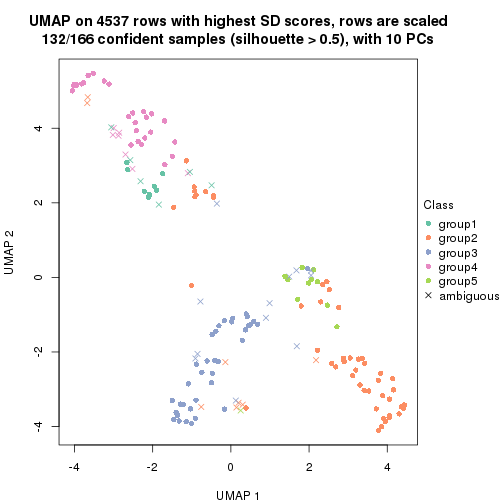 UMAP on 4537 rows with highest SD scores, rows are scaled
132/166 confident samples (silhouette > 0.5), with 10 PCs
UMAP 2
4
2
0
-2
-4
-4
-2
0
2
4
UMAP 1
Class
group1
group2
group3
group4
group5
ambiguous